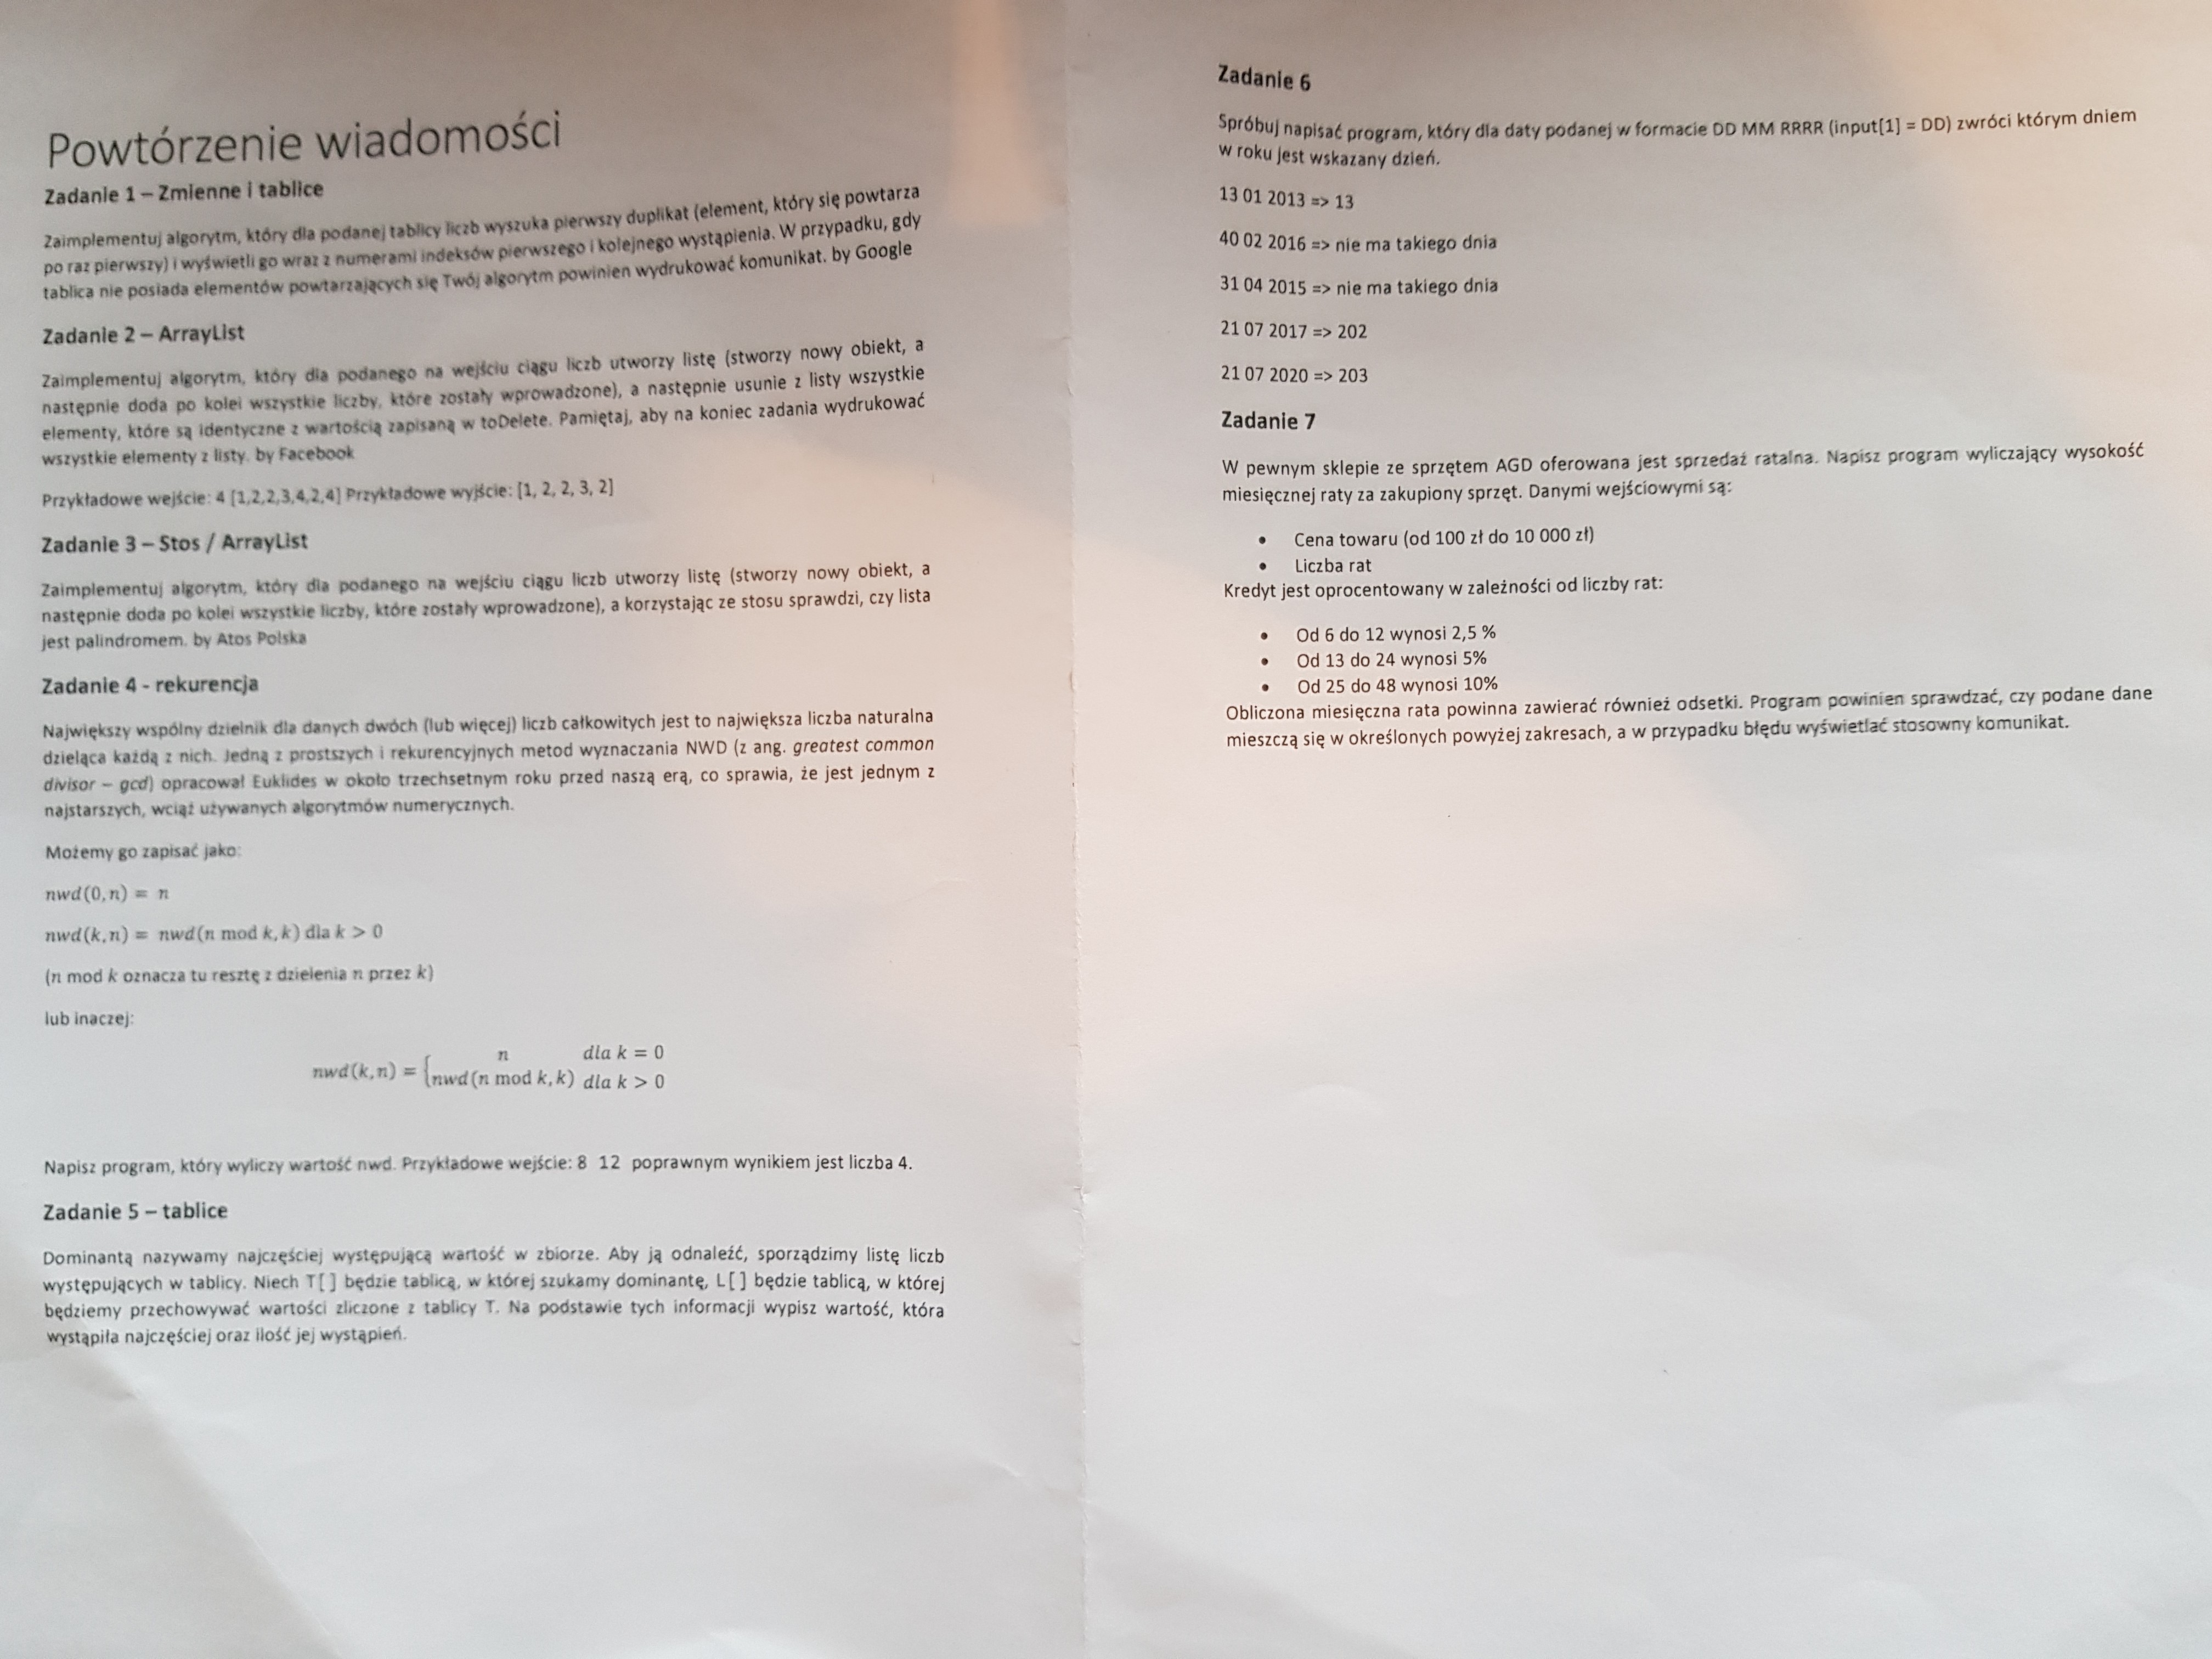 Powtórzenie wiadomości
Zadanie 1 – Zmienne i tablice
Zaimplementuj algorytm, który dla podanej tablicy liczb wyszuka pierwszy duplikat (element, który się powtarza
po raz pierwszy) i wyświetli go wraz z numerami indeksów pierwszego i kolejnego wystąpienia. W przypadku, gdy
tablica nie posiada elementów powtarzających się Twój algorytm powinien wydrukować komunikat. by Google
Zadanie 2 – ArrayList
Zaimplementuj algorytm, który dla podanego na wejściu ciągu liczb utworzy listę (stworzy nowy obiekt, a
następnie doda po kolei wszystkie liczby, które zostały wprowadzone), a następnie usunie z listy wszystkie
elementy, które są identyczne z wartością zapisaną w toDelete. Pamiętaj, aby na koniec zadania wydrukować
wszystkie elementy z listy. by Facebook
Przykładowe wejście: 4 [1,2,2,3,4,2,4] Przykładowe wyjście: [1, 2, 2, 3, 2]
Zadanie 3 – Stos / ArrayList
Zaimplementuj algorytm, który dla podanego na wejściu ciągu liczb utworzy listę (stworzy nowy obiekt, a
następnie doda po kolei wszystkie liczby, które zostały wprowadzone), a korzystając ze stosu sprawdzi, czy lista
jest palindromem. by Atos Polska
Zadanie 4 - rekurencja
Największy wspólny dzielnik dla danych dwóch (lub więcej) liczb całkowitych jest to największa liczba naturalna
dzieląca każdą z nich. Jedną z prostszych i rekurencyjnych metod wyznaczania NWD (z ang. greatest common
divisor – gcd) opracował Euklides w około trzechsetnym roku przed naszą erą, co sprawia, że jest jednym z
najstarszych, wciąż używanych algorytmów numerycznych.
Możemy go zapisać jako:
nwd(0,n) = n
nwd(k,n) = nwd(n mod k,k) dla k > 0
(n mod k oznacza tu resztę z dzielenia n przez k)
lub inaczej:
n dla k = 0
nwd(k,n) = {nwd(n mod k,k) dla k > 0
Napisz program, który wyliczy wartość nwd. Przykładowe wejście: 8 12 poprawnym wynikiem jest liczba 4.
Zadanie 5 – tablice
Dominantą nazywamy najczęściej występującą wartość w zbiorze. Aby ją odnaleźć, sporządzimy listę liczb
występujących w tablicy. Niech T[ ] będzie tablicą, w której szukamy dominantę, L[ ] będzie tablicą, w której
będziemy przechowywać wartości zliczone z tablicy T. Na podstawie tych informacji wypisz wartość, która
wystąpiła najczęściej oraz ilość jej wystąpień.
Zadanie 6
Spróbuj napisać program, który dla daty podanej w formacie DD MM RRRR (input[1] = DD) zwróci którym dniem
w roku jest wskazany dzień.
13 01 2013 => 13
40 02 2016 => nie ma takiego dnia
31 04 2015 => nie ma takiego dnia
21 07 2017 => 202
21 07 2020 => 203
Zadanie 7
W pewnym sklepie ze sprzętem AGD oferowana jest sprzedaż ratalna. Napisz program wyliczający wysokość
miesięcznej raty za zakupiony sprzęt. Danymi wejściowymi są:
• Cena towaru (od 100 zł do 10 000 zł)
• Liczba rat
Kredyt jest oprocentowany w zależności od liczby rat:
• Od 6 do 12 wynosi 2,5 %
• Od 13 do 24 wynosi 5%
• Od 25 do 48 wynosi 10%
Obliczona miesięczna rata powinna zawierać również odsetki. Program powinien sprawdzać, czy podane dane
mieszczą się w określonych powyżej zakresach, a w przypadku błędu wyświetlać stosowny komunikat.